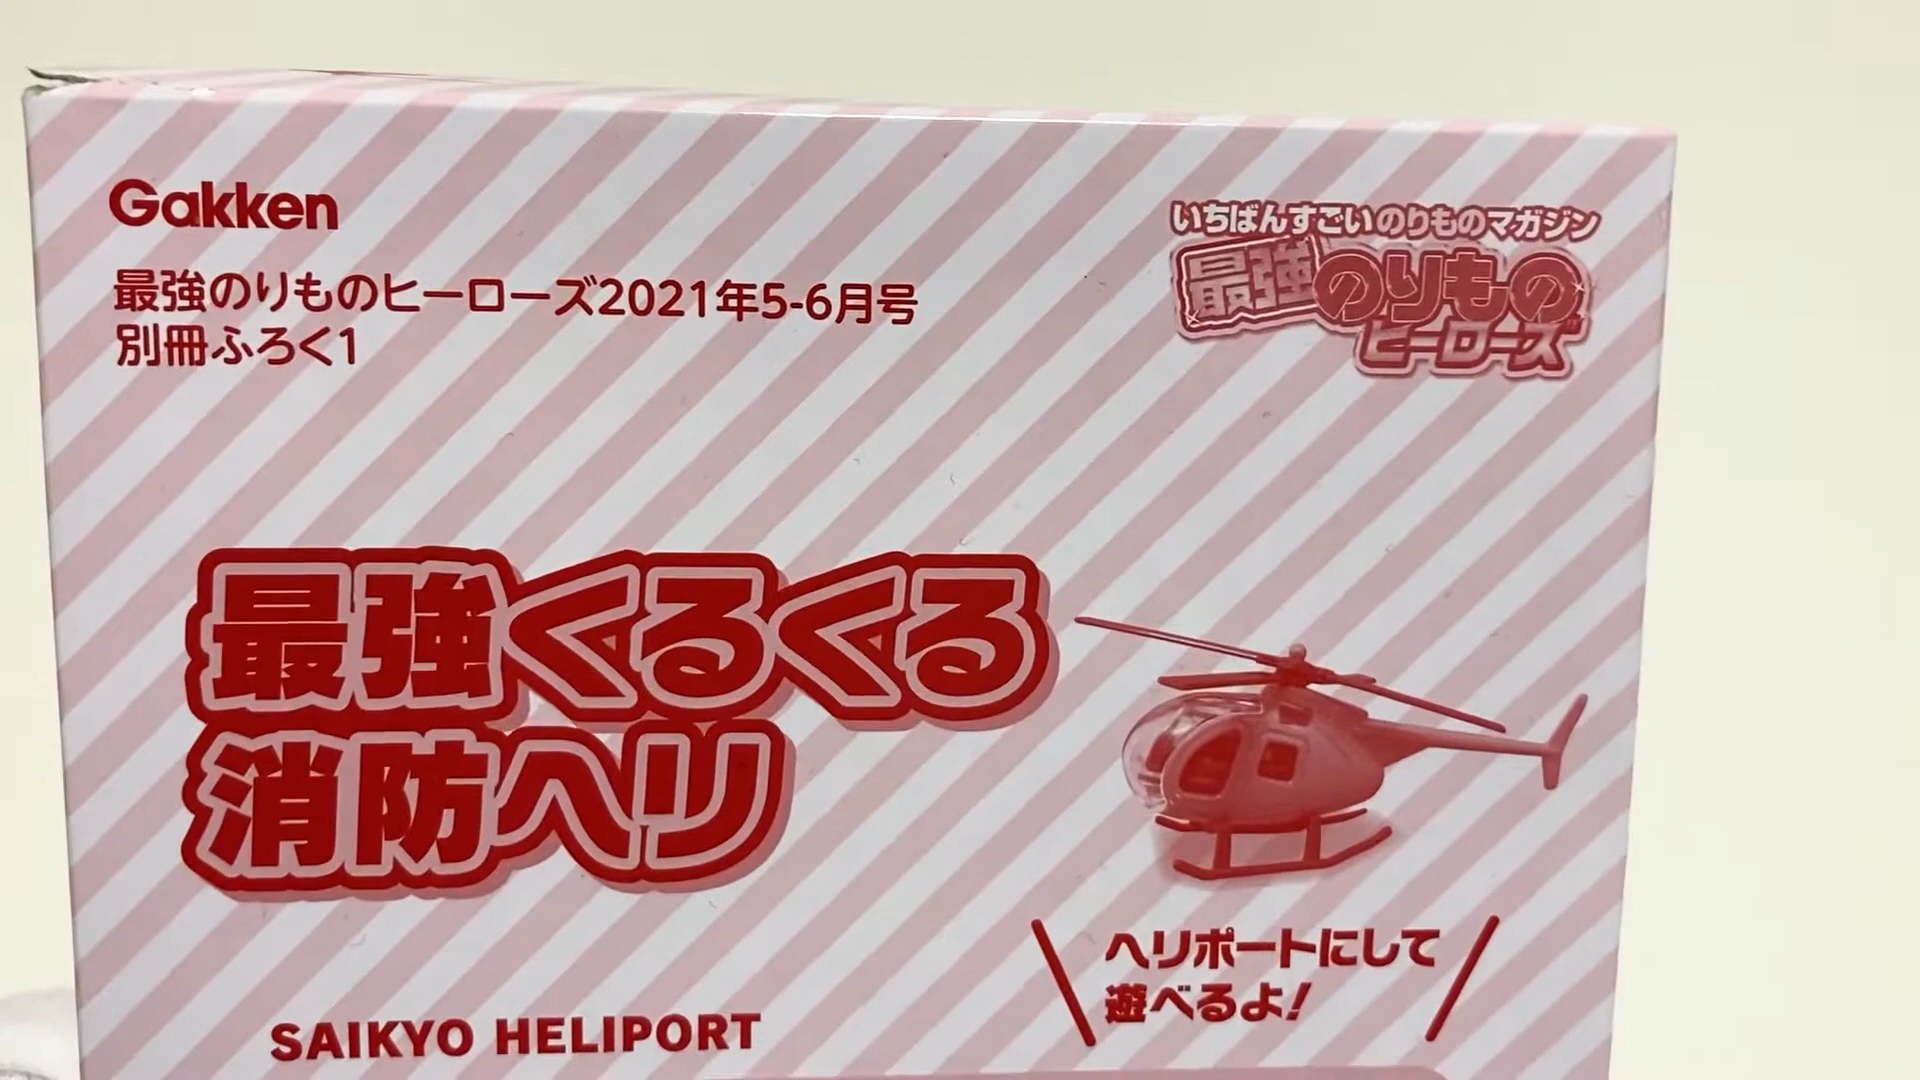 Gakken
最強のりものヒーローズ2021年5-6月号
別冊ふろく1
いちばんすごいのりものマガジン
最強のりもの
ヒーローズ
最強くるくる
消防ヘリ
ヘリポートにして
遊べるよ!
SAIKYO HELIPORT